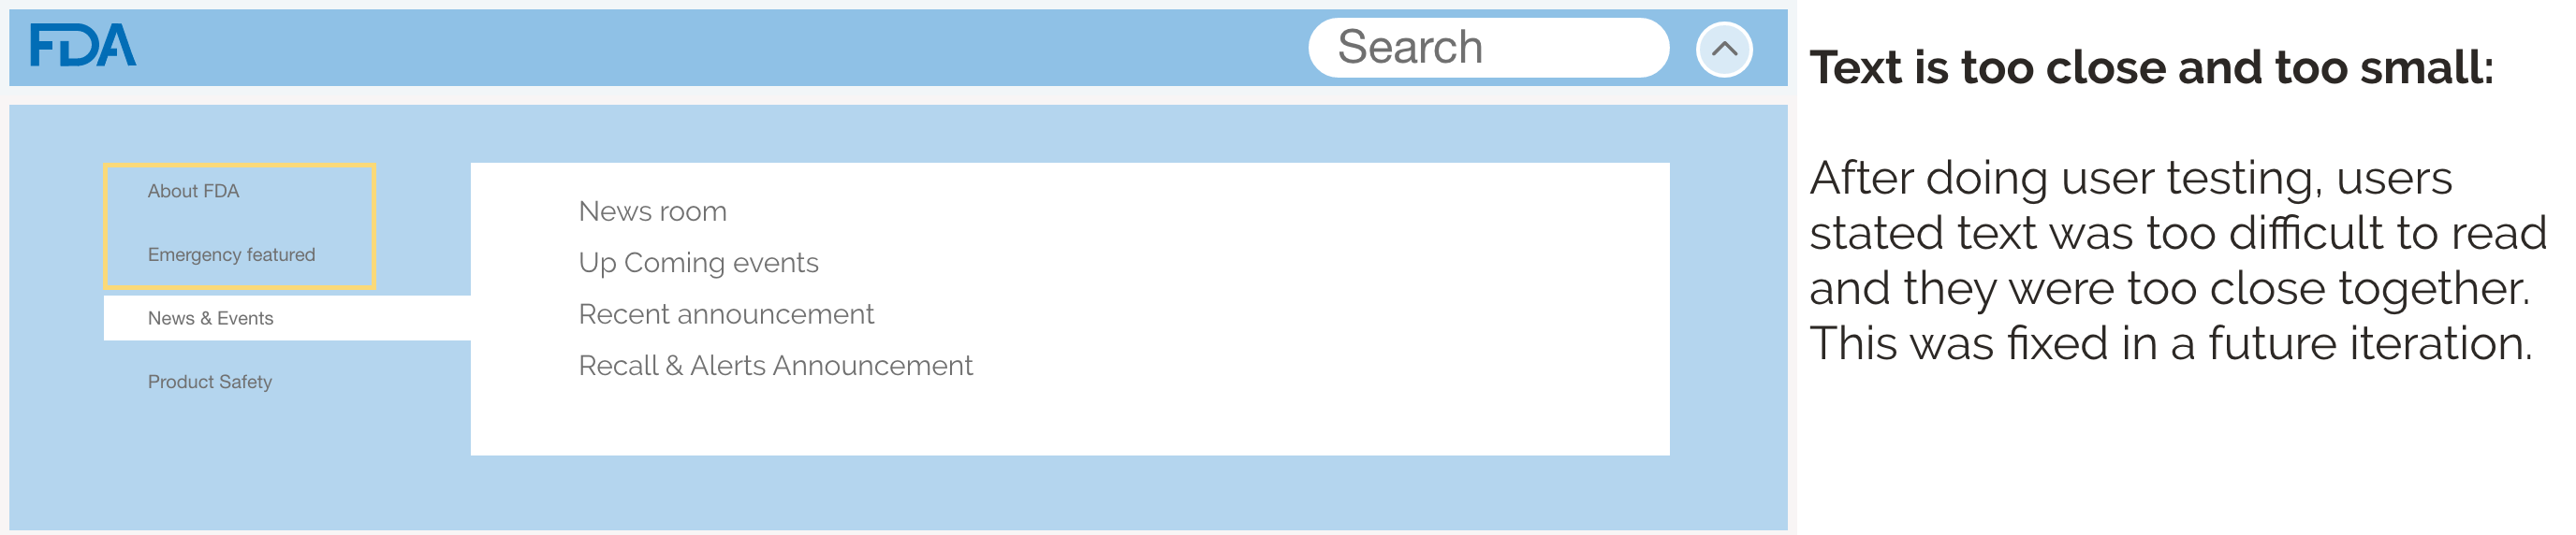 FDA
Search
About FDA
Emergency featured
News & Events
Product Safety
News room
Up Coming events
Recent announcement
Recall & Alerts Announcement
Text is too close and too small:
After doing user testing, users
stated text was too difficult to read
and they were too close together.
This was fixed in a future iteration.